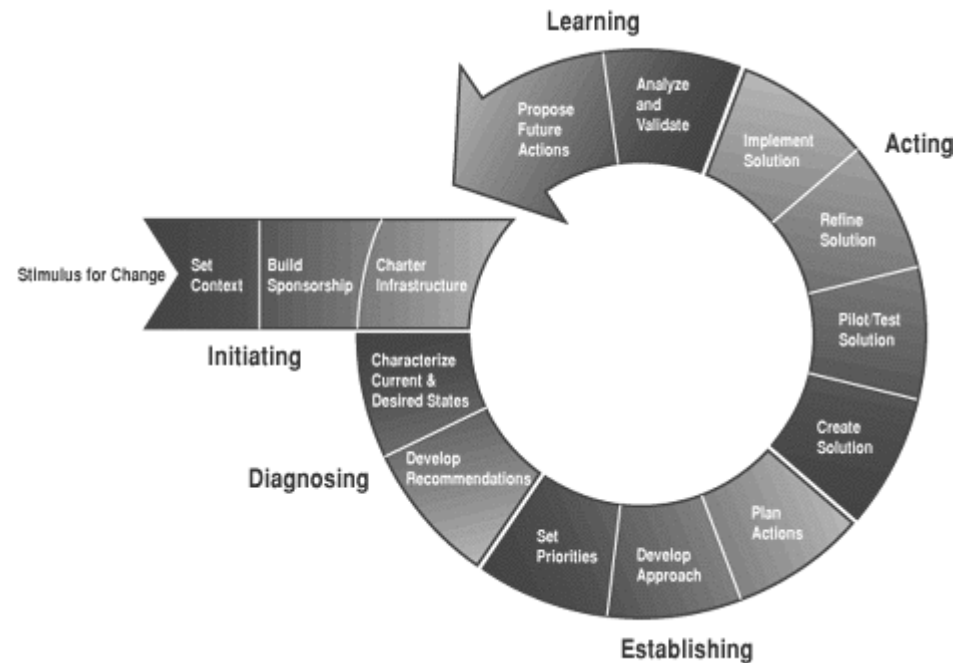 Learning
Propose
Future
Actions
Analyze
and
Validate
Implement
Solution
Acting
Refine
Solution
Pilot/Test
Solution
Create
Solution
Stimulus for Change
Set
Context
Build
Sponsorship
Charter
Infrastructure
Initiating
Characterize
Current &
Desired States
Diagnosing
Develop
Recommendations
Set
Priorities
Develop
Approach
Plan
Actions
Establishing